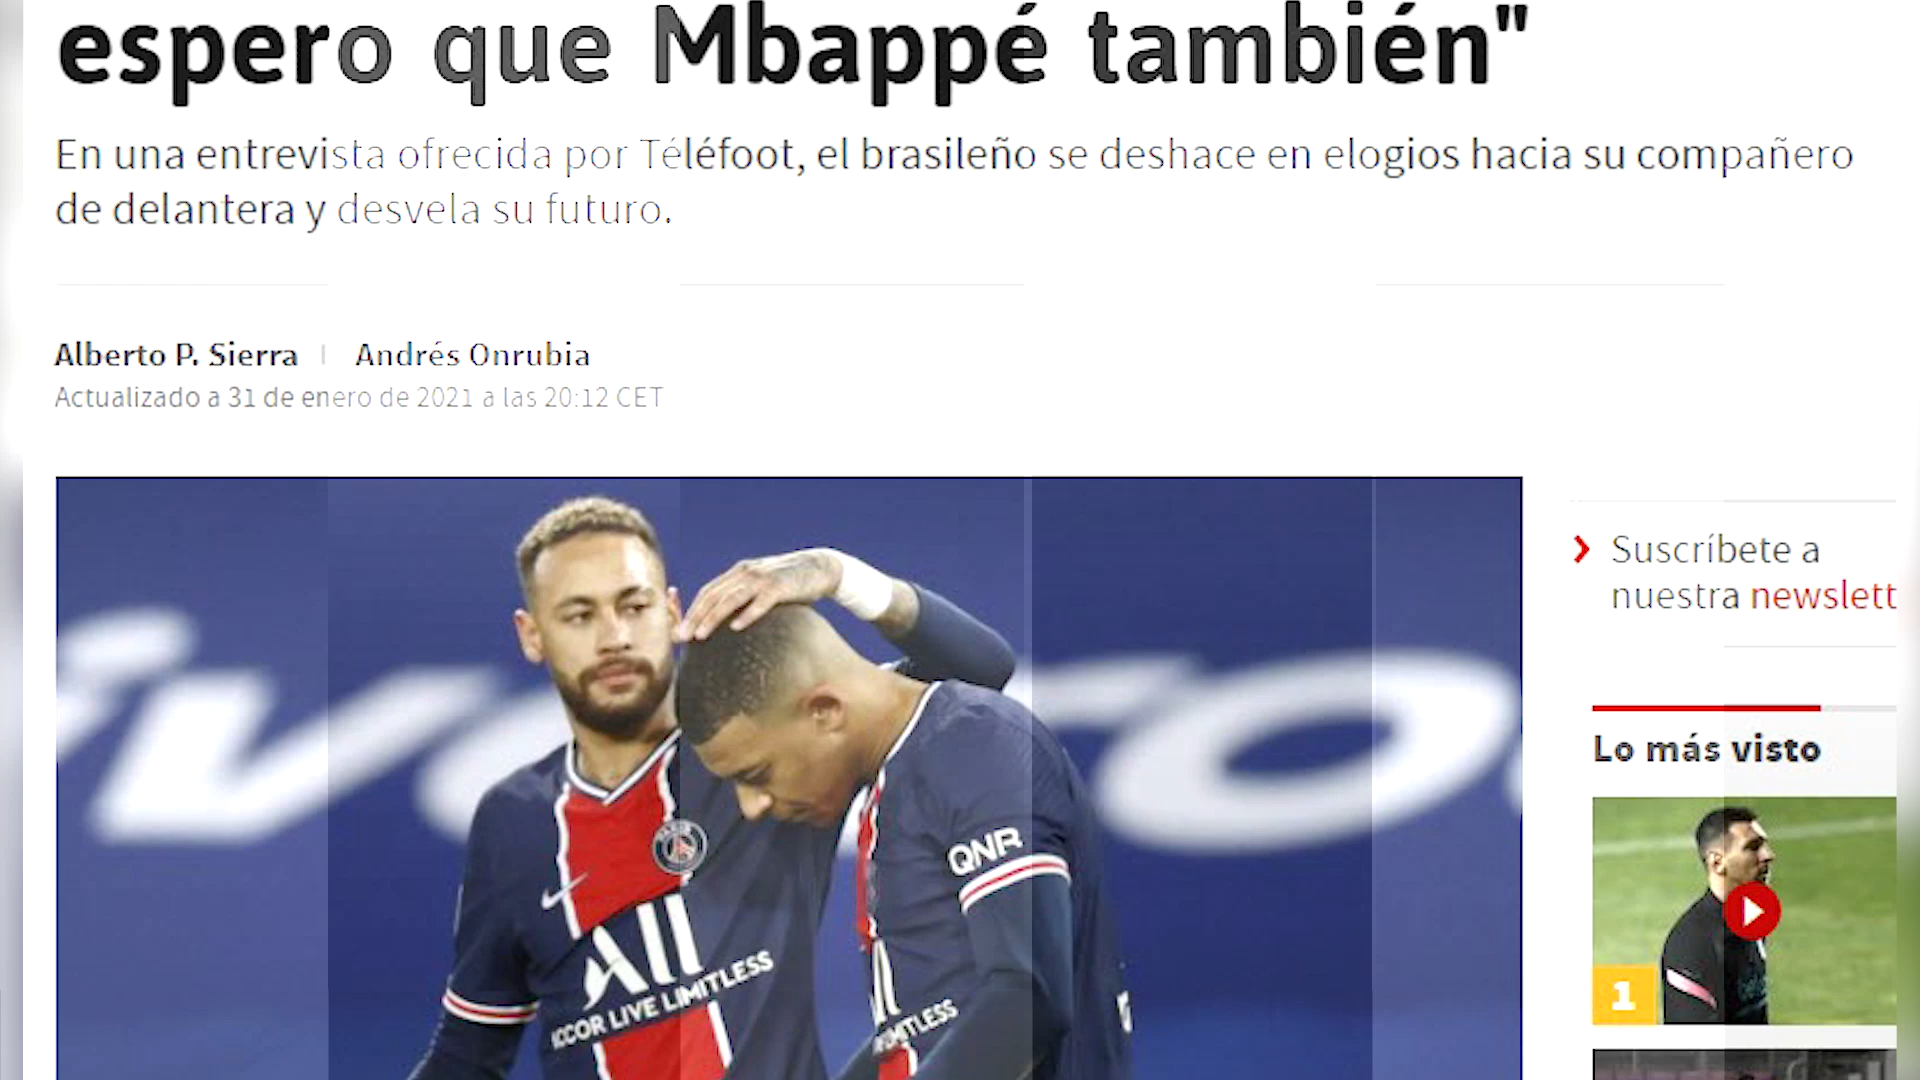 espero que Mbappé también"
En una entrevista ofrecida por Téléfoot, el brasileño se deshace en elogios hacia su compañero
de delantera y desvela su futuro.
Alberto P. Sierra | Andrés Onrubia
Actualizado a 31 de enero de 2021 a las 20:12 CET
Suscríbete a
nuestra newslett
Lo más visto
1
QNR
PARIS
ALL
ACCOR LIVE LIMITLESS